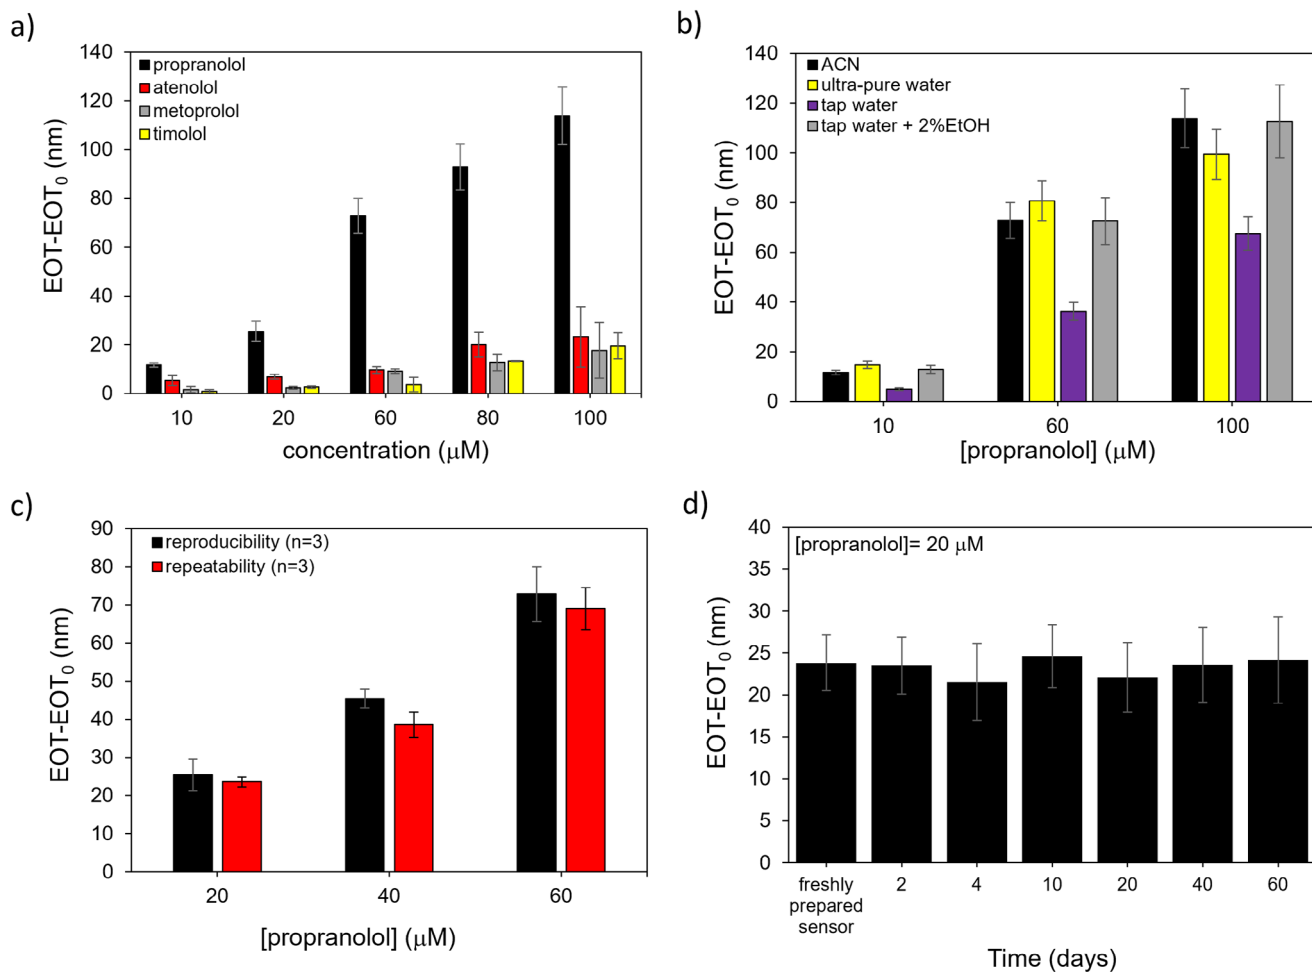 a)
140
120
100
80
60
40
20
0
EOT-EOT₀ (nm)
propranolol
atenolol
metoprolol
timolol
10 20 60 80 100
concentration (μM)
b)
140
120
100
80
60
40
20
0
EOT-EOT₀ (nm)
ACN
ultra-pure water
tap water
tap water + 2%EtOH
10 60 100
[propranolol] (μM)
c)
90
80
70
60
50
40
30
20
10
0
EOT-EOT₀ (nm)
reproducibility (n=3)
repeatability (n=3)
20 40 60
[propranolol] (μM)
d)
40
35
30
25
20
15
10
5
0
EOT-EOT₀ (nm)
[propranolol]= 20 μM
freshly
prepared
sensor
2 4 10 20 40 60
Time (days)